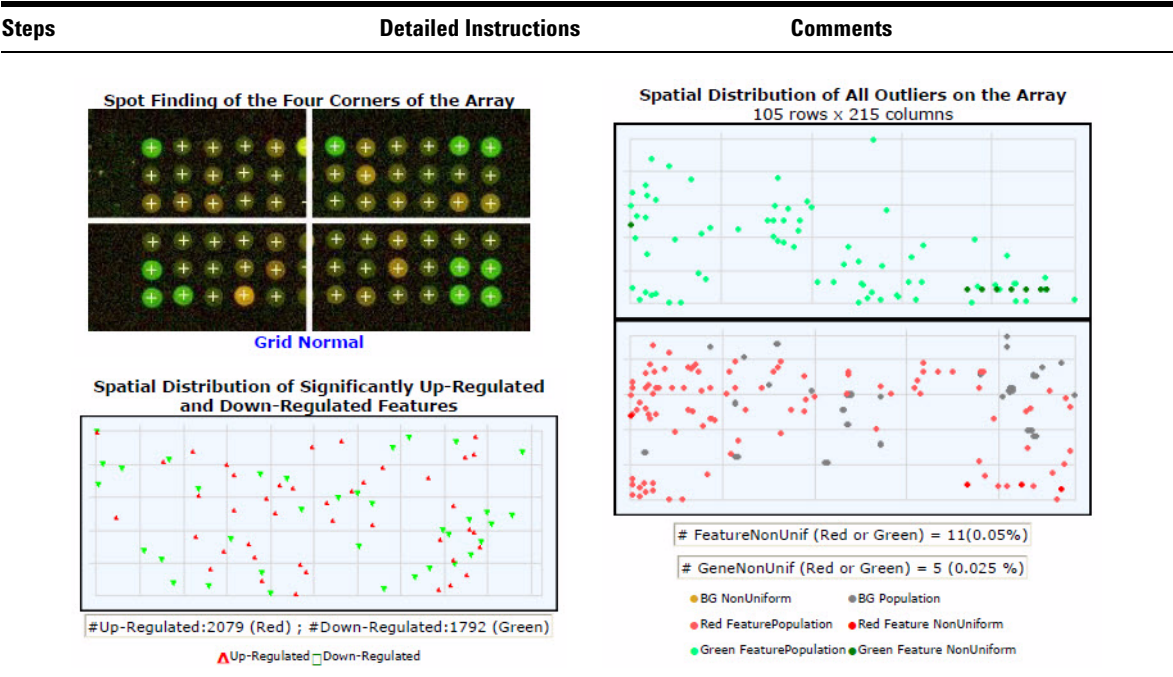 Steps Detailed Instructions Comments
Spot Finding of the Four Corners of the Array
Grid Normal
Spatial Distribution of Significantly Up-Regulated
and Down-Regulated Features
#Up-Regulated:2079 (Red) ; #Down-Regulated:1792 (Green)
Up-Regulated Down-Regulated
Spatial Distribution of All Outliers on the Array
105 rows x 215 columns
# FeatureNonUnif (Red or Green) = 11(0.05%)
# GeneNonUnif (Red or Green) = 5 (0.025 %)
BG NonUniform BG Population
Red FeaturePopulation Red Feature NonUniform
Green FeaturePopulation Green Feature NonUniform